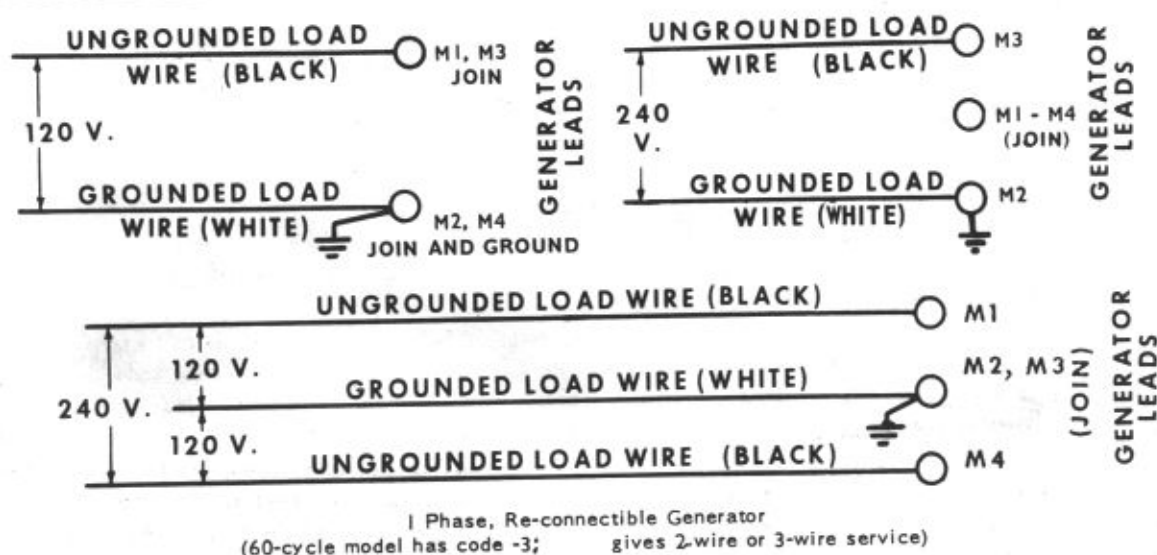 UNGROUNDED LOAD
WIRE (BLACK)
M1, M3
JOIN
120 V.
GROUNDED LOAD
WIRE (WHITE)
M2, M4
JOIN AND GROUND
GENERATOR
LEADS
UNGROUNDED LOAD
WIRE (BLACK)
M3
240
V.
M1 - M4
(JOIN)
GROUNDED LOAD
WIRE (WHITE)
M2
GENERATOR
LEADS
UNGROUNDED LOAD WIRE (BLACK)
M1
120 V.
GROUNDED LOAD WIRE (WHITE)
M2, M3
(JOIN)
240 V.
120 V.
UNGROUNDED LOAD WIRE (BLACK)
M4
GENERATOR
LEADS
1 Phase, Re-connectible Generator
(60-cycle model has code -3; gives 2-wire or 3-wire service)